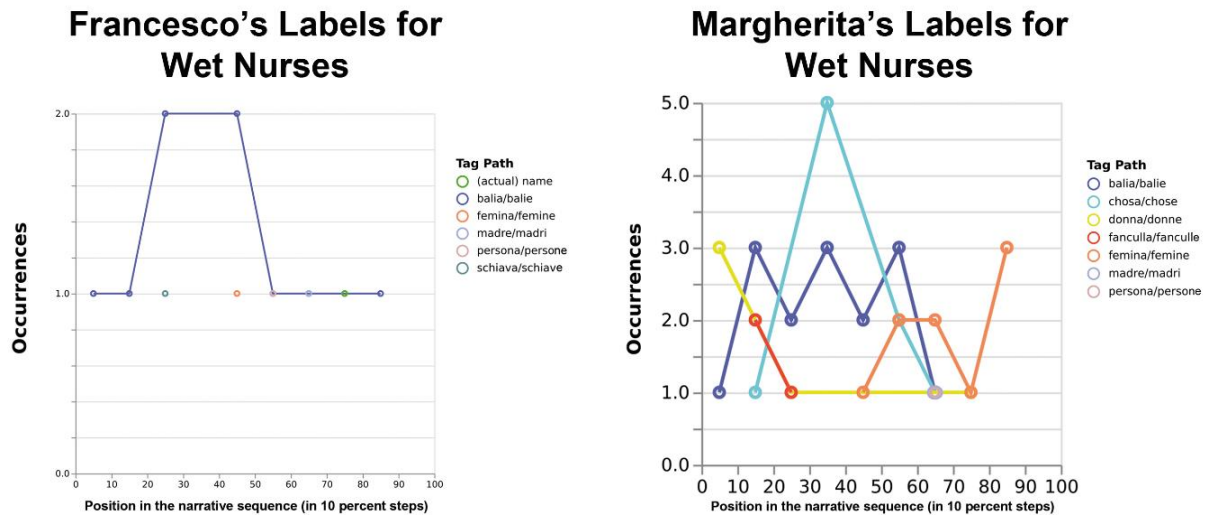 Francesco’s Labels for
Wet Nurses
2.0
1.0
0.0
Occurrences
0 10 20 30 40 50 60 70 80 90 100
Position in the narrative sequence (in 10 percent steps)
Tag Path
(actual) name
balia/balie
femina/femine
madre/madri
persona/persone
schiava/schiave
Margherita’s Labels for
Wet Nurses
5.0
4.0
3.0
2.0
1.0
0.0
Occurrences
0 10 20 30 40 50 60 70 80 90 100
Position in the narrative sequence (in 10 percent steps)
Tag Path
balia/balie
chosa/chose
donna/donne
fanculla/fanculle
femina/femine
madre/madri
persona/persone